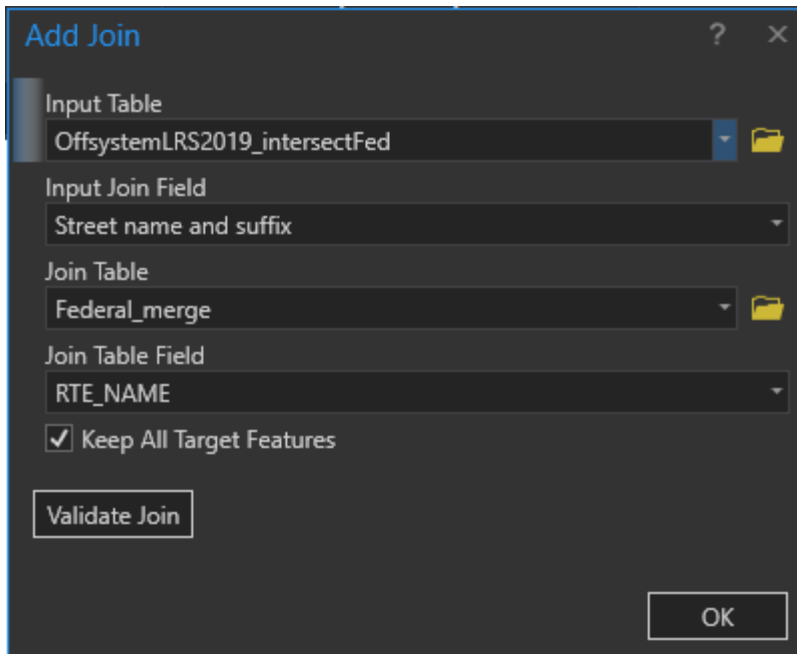 Add Join ? ×
Input Table
OffsystemLRS2019_intersectFed
Input Join Field
Street name and suffix
Join Table
Federal_merge
Join Table Field
RTE_NAME
Keep All Target Features
Validate Join
OK